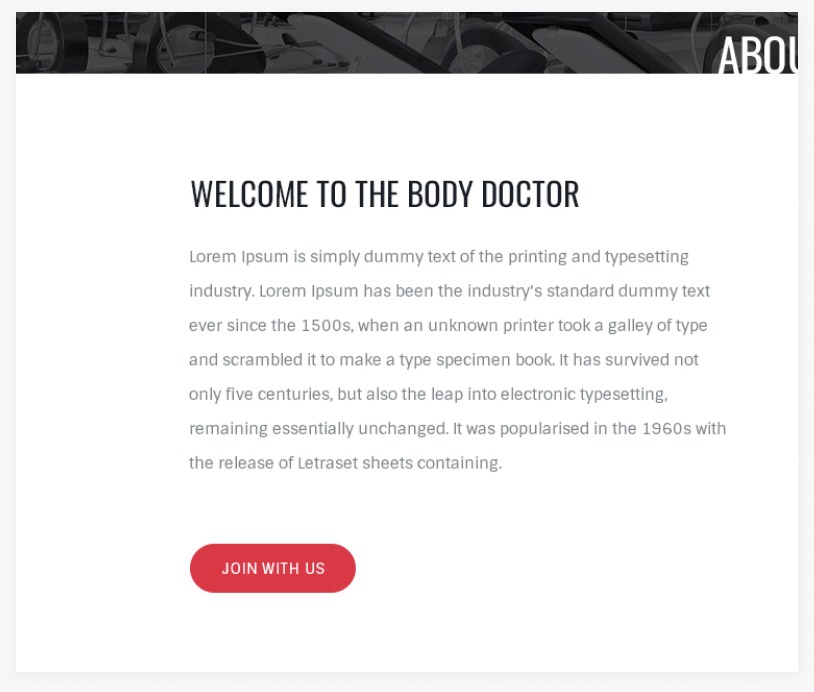 ABOU
WELCOME TO THE BODY DOCTOR
Lorem Ipsum is simply dummy text of the printing and typesetting
industry. Lorem Ipsum has been the industry's standard dummy text
ever since the 1500s, when an unknown printer took a galley of type
and scrambled it to make a type specimen book. It has survived not
only five centuries, but also the leap into electronic typesetting,
remaining essentially unchanged. It was popularised in the 1960s with
the release of Letraset sheets containing.
JOIN WITH US